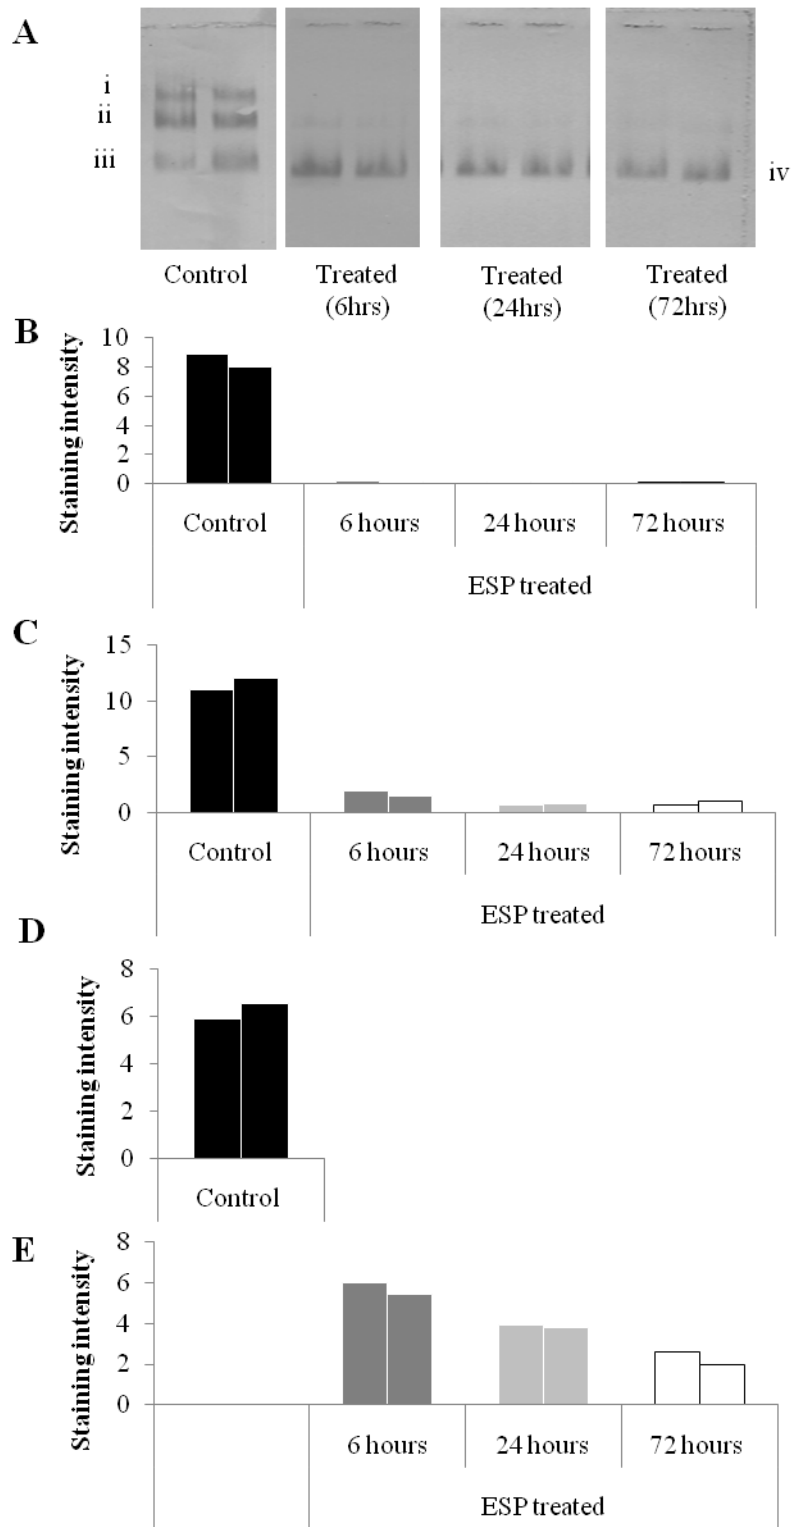 A
i
ii
iii
iv
Control
Treated
(6hrs)
Treated
(24hrs)
Treated
(72hrs)
B
Staining intensity
10
8
6
4
2
0
Control
6 hours
24 hours
72 hours
ESP treated
C
Staining intensity
15
10
5
0
Control
6 hours
24 hours
72 hours
ESP treated
D
Staining intensity
8
6
4
2
0
Control
E
Staining intensity
8
6
4
2
0
6 hours
24 hours
72 hours
ESP treated